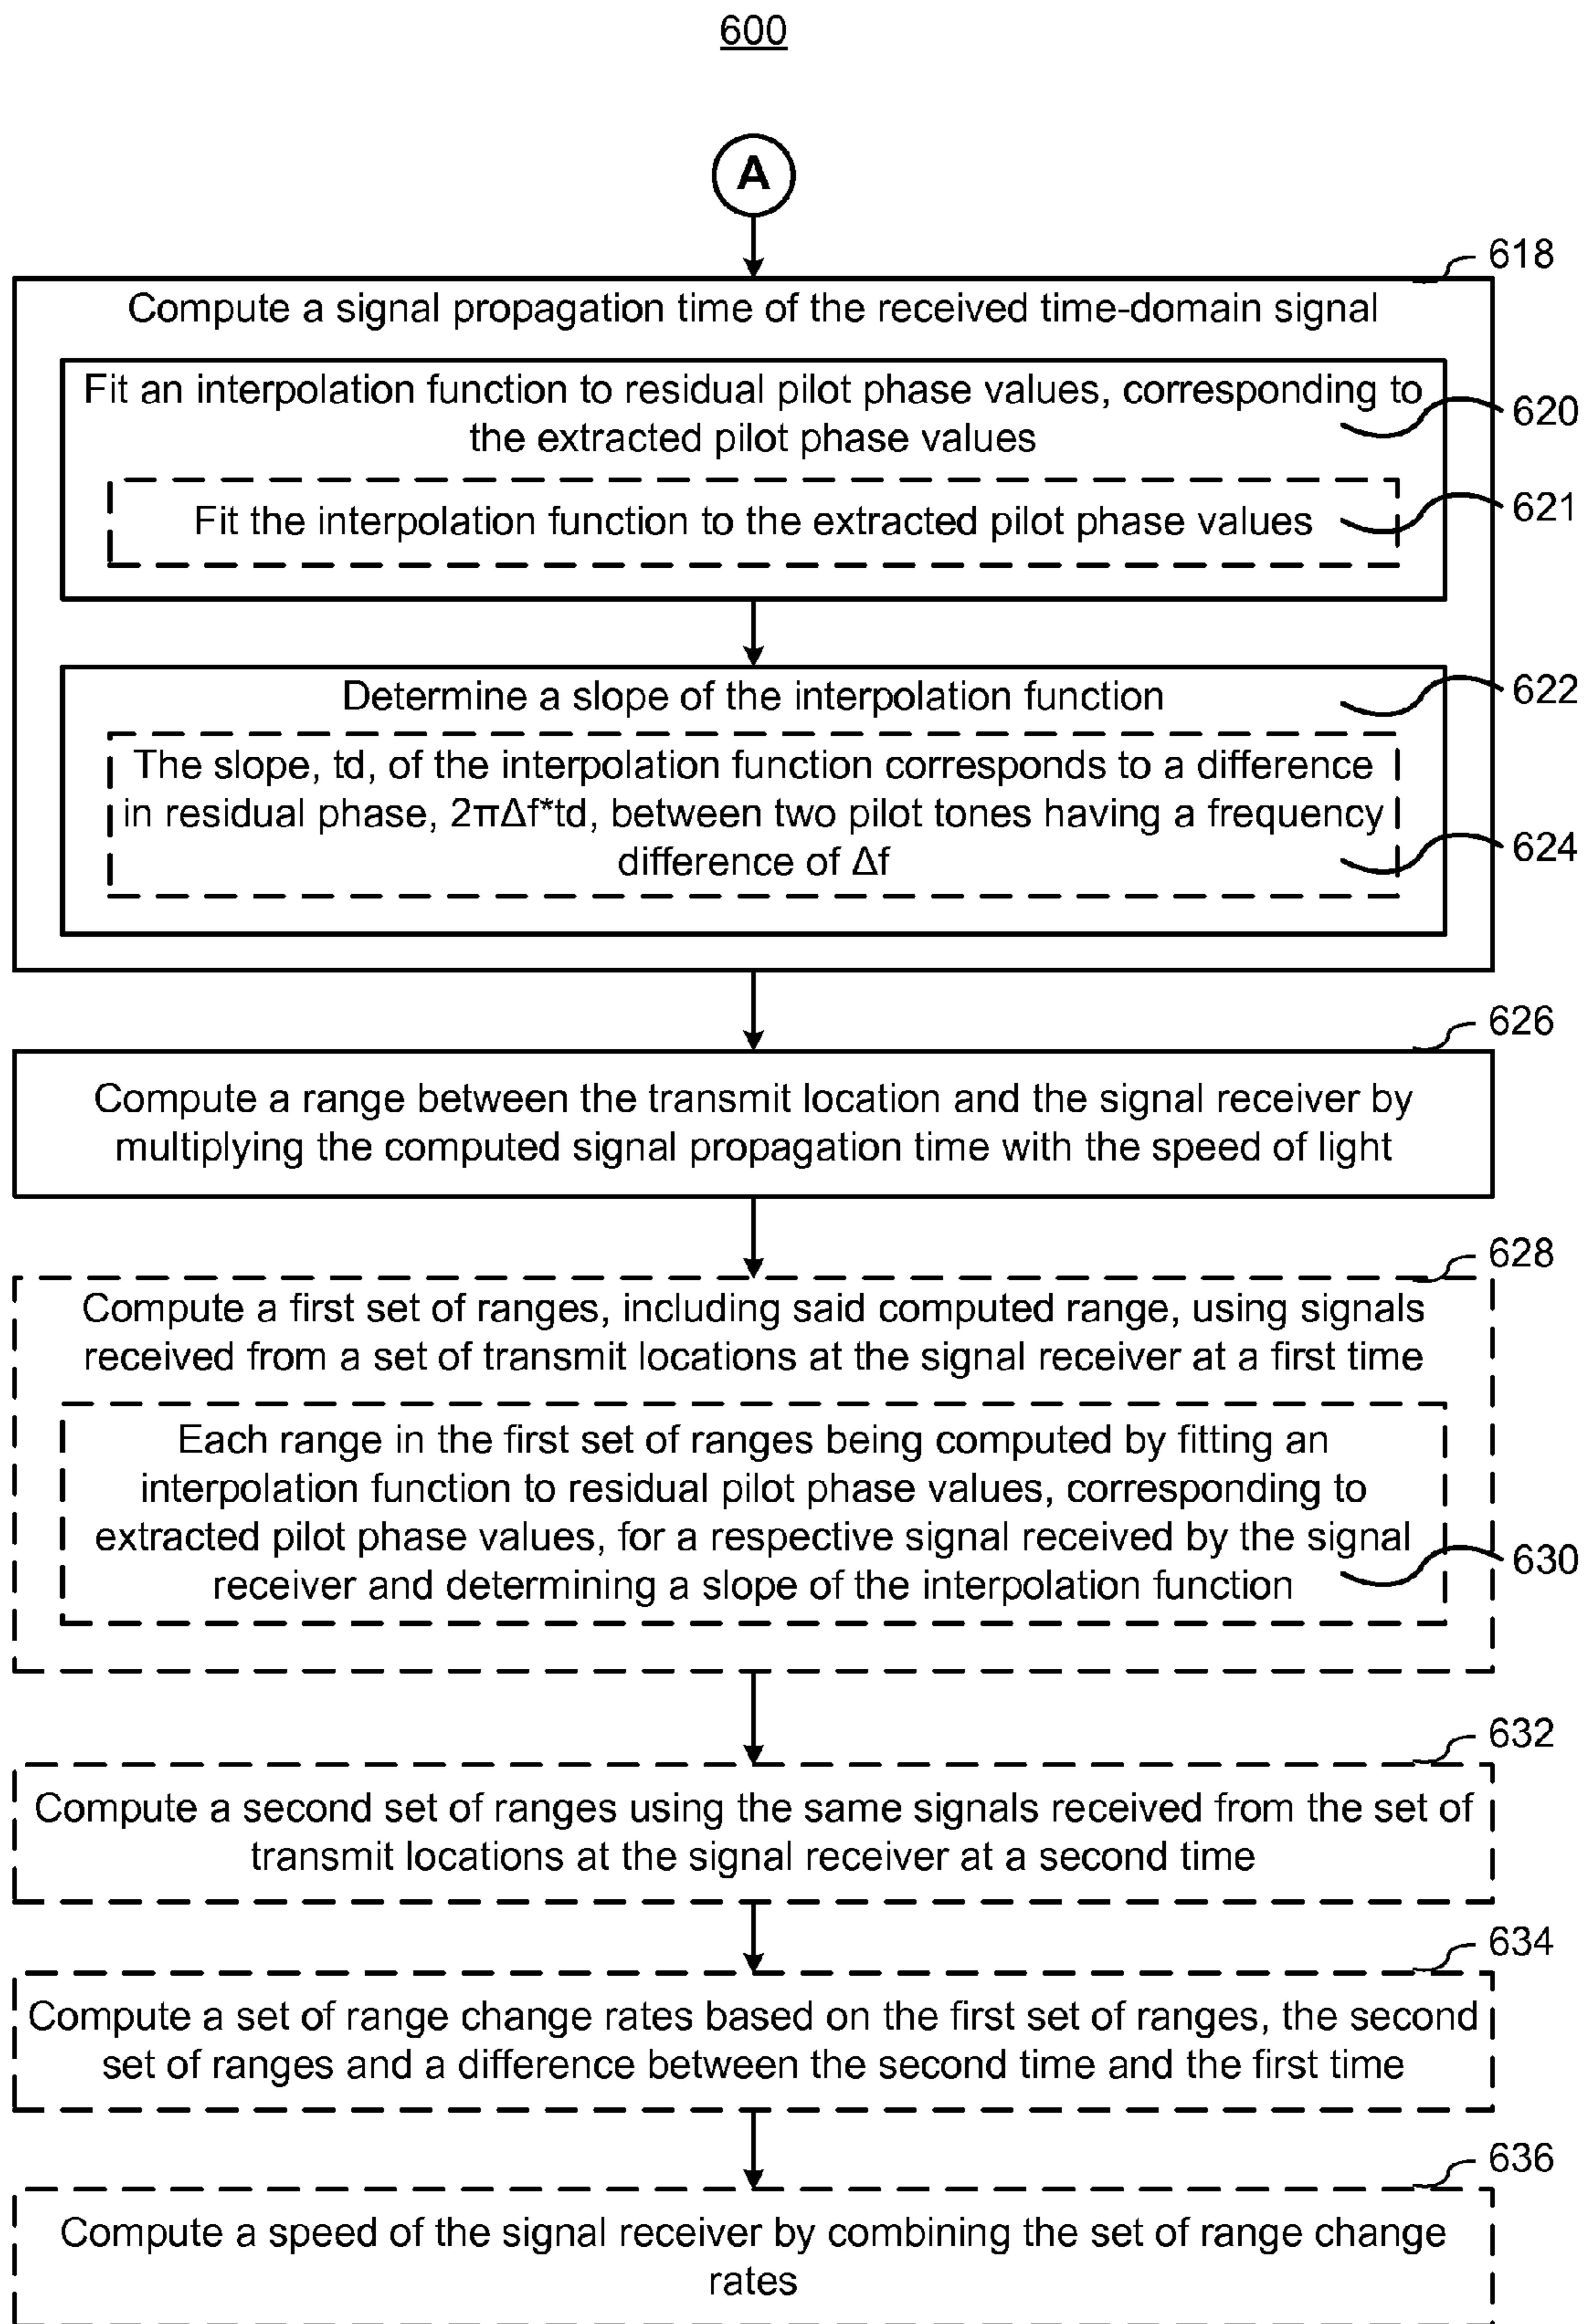 600
A
618
Compute a signal propagation time of the received time-domain signal
Fit an interpolation function to residual pilot phase values, corresponding to
the extracted pilot phase values
620
Fit the interpolation function to the extracted pilot phase values
621
Determine a slope of the interpolation function
622
The slope, td, of the interpolation function corresponds to a difference
in residual phase, 2πΔf*td, between two pilot tones having a frequency
difference of Δf
624
626
Compute a range between the transmit location and the signal receiver by
multiplying the computed signal propagation time with the speed of light
628
Compute a first set of ranges, including said computed range, using signals
received from a set of transmit locations at the signal receiver at a first time
Each range in the first set of ranges being computed by fitting an
interpolation function to residual pilot phase values, corresponding to
extracted pilot phase values, for a respective signal received by the signal
receiver and determining a slope of the interpolation function
630
632
Compute a second set of ranges using the same signals received from the set of
transmit locations at the signal receiver at a second time
634
Compute a set of range change rates based on the first set of ranges, the second
set of ranges and a difference between the second time and the first time
636
Compute a speed of the signal receiver by combining the set of range change
rates